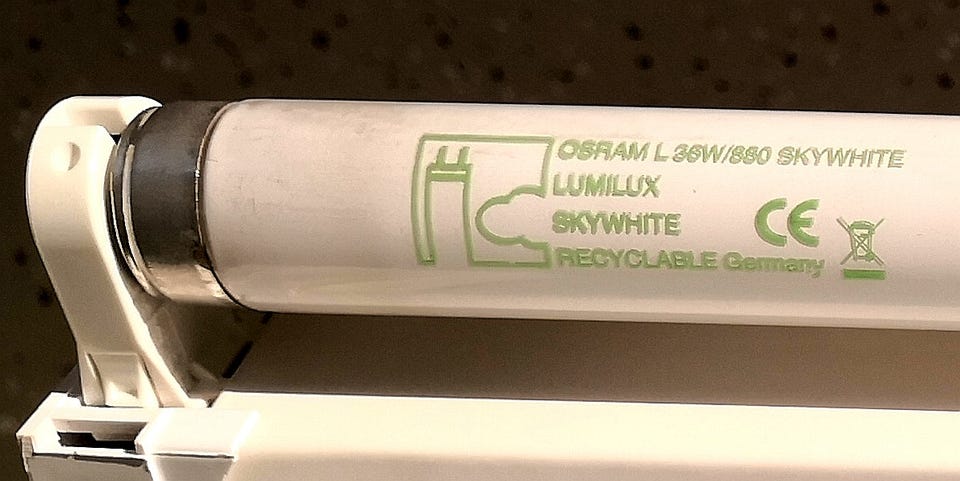 OSRAM L 36W/880 SKYWHITE
LUMILUX
SKYWHITE
RECYCLABLE Germany
CE